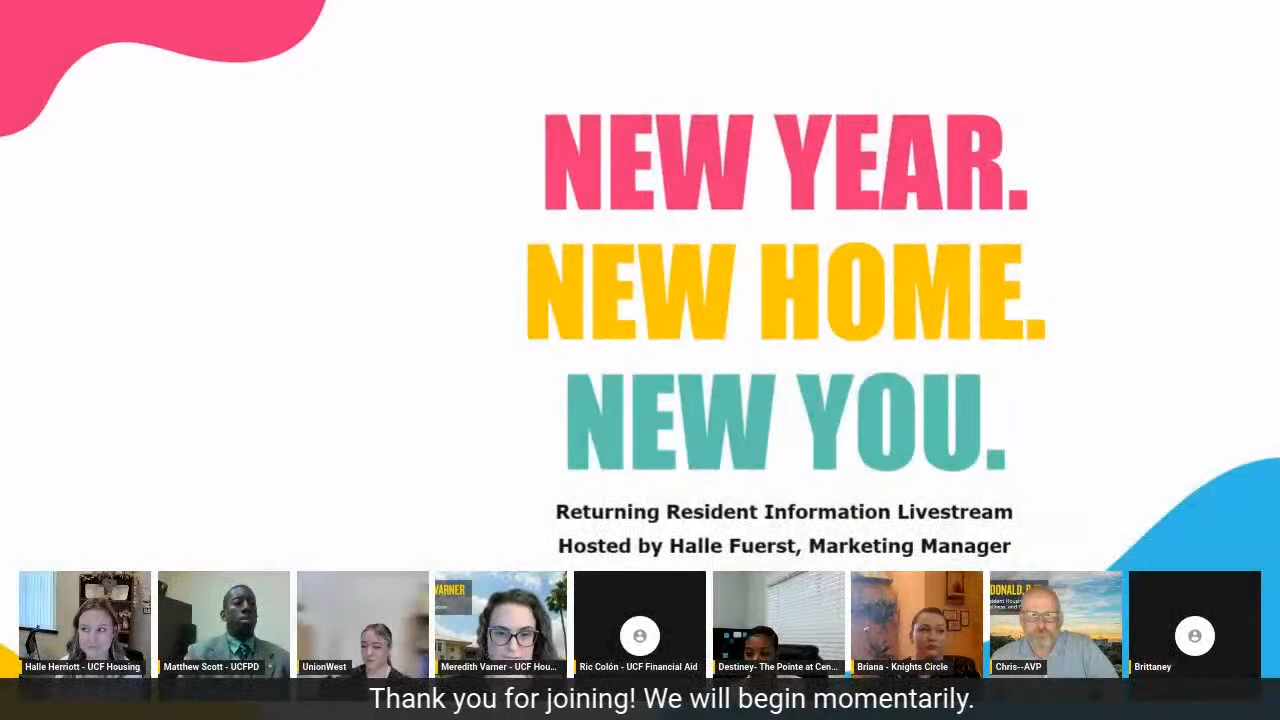 NEW YEAR.
NEW HOME.
NEW YOU.
Returning Resident Information Livestream
Hosted by Halle Fuerst, Marketing Manager
VARNER
DONALD,
Halle Herriott - UCF Housing
Matthew Scott - UCFPD
UnionWest
Meredith Varner - UCF Hou...
Ric Colón - UCF Financial Aid
Destiney- The Pointe at Cen...
Briana - Knights Circle
Chris--AVP
Brittaney
Thank you for joining! We will begin momentarily.